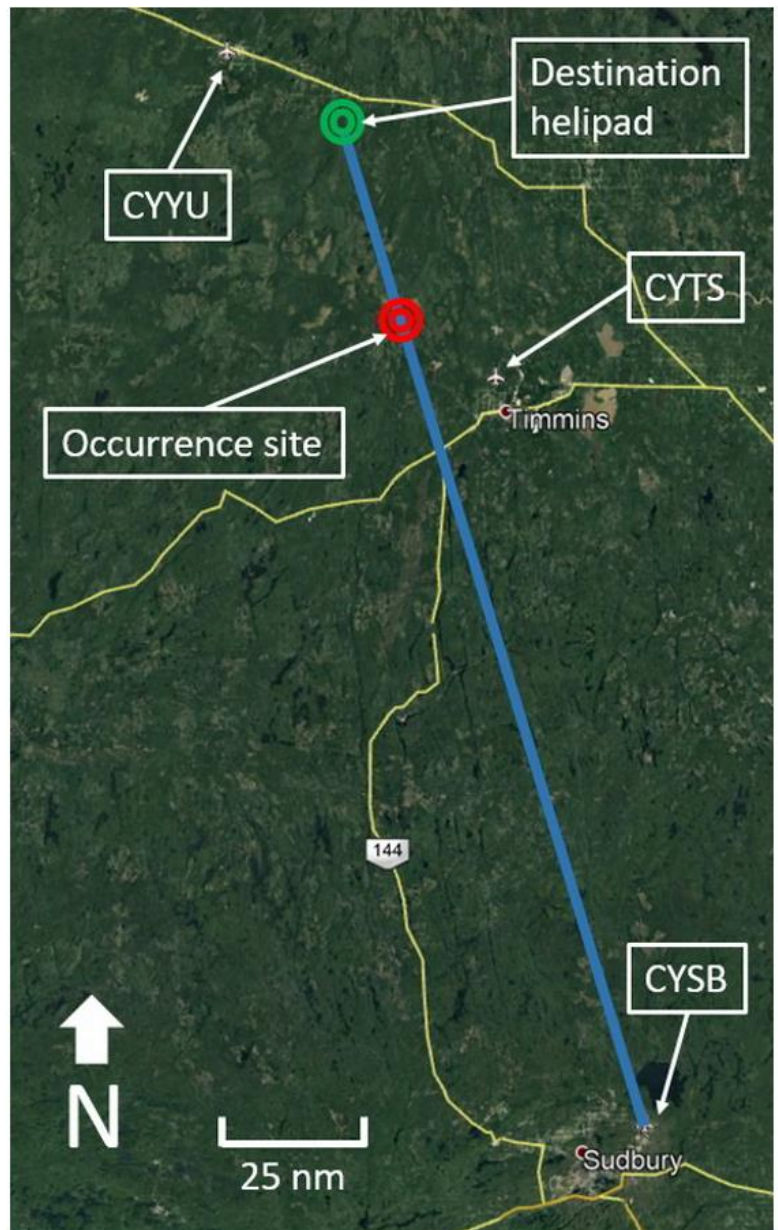 Destination
helipad
CYYU
CYTS
Timmins
Occurrence site
144
CYSB
N
25 nm
Sudbury